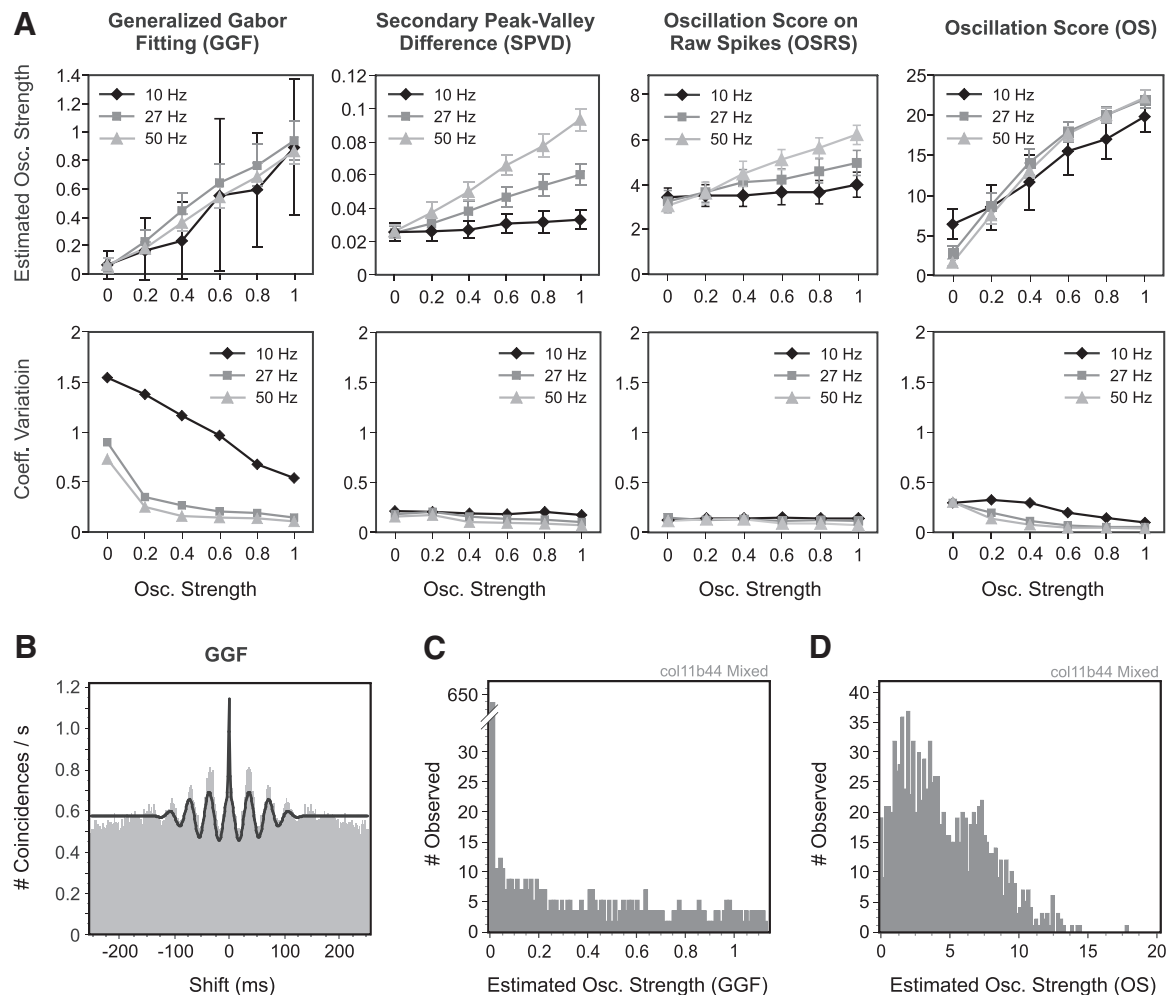 A
Generalized Gabor
Fitting (GGF)
Secondary Peak-Valley
Difference (SPVD)
Oscillation Score on
Raw Spikes (OSRS)
Oscillation Score (OS)
Estimated Osc. Strength
1.4
1.2
1
0.8
0.6
0.4
0.2
0
10 Hz
27 Hz
50 Hz
0 0.2 0.4 0.6 0.8 1
0.12
0.1
0.08
0.06
0.04
0.02
0
10 Hz
27 Hz
50 Hz
0 0.2 0.4 0.6 0.8 1
8
6
4
2
0
10 Hz
27 Hz
50 Hz
0 0.2 0.4 0.6 0.8 1
25
20
15
10
5
0
10 Hz
27 Hz
50 Hz
0 0.2 0.4 0.6 0.8 1
Coeff. Variatioin
2
1.5
1
0.5
0
10 Hz
27 Hz
50 Hz
0 0.2 0.4 0.6 0.8 1
Osc. Strength
2
1.5
1
0.5
0
10 Hz
27 Hz
50 Hz
0 0.2 0.4 0.6 0.8 1
Osc. Strength
2
1.5
1
0.5
0
10 Hz
27 Hz
50 Hz
0 0.2 0.4 0.6 0.8 1
Osc. Strength
2
1.5
1
0.5
0
10 Hz
27 Hz
50 Hz
0 0.2 0.4 0.6 0.8 1
Osc. Strength
B
GGF
# Coincidences / s
1.2
1.0
0.8
0.6
0.4
0.2
0
-200 -100 0 100 200
Shift (ms)
C
col11b44 Mixed
# Observed
650
30
20
15
10
5
0
0 0.2 0.4 0.6 0.8 1
Estimated Osc. Strength (GGF)
D
col11b44 Mixed
# Observed
40
35
30
20
15
10
5
0
0 5 10 15 20
Estimated Osc. Strength (OS)